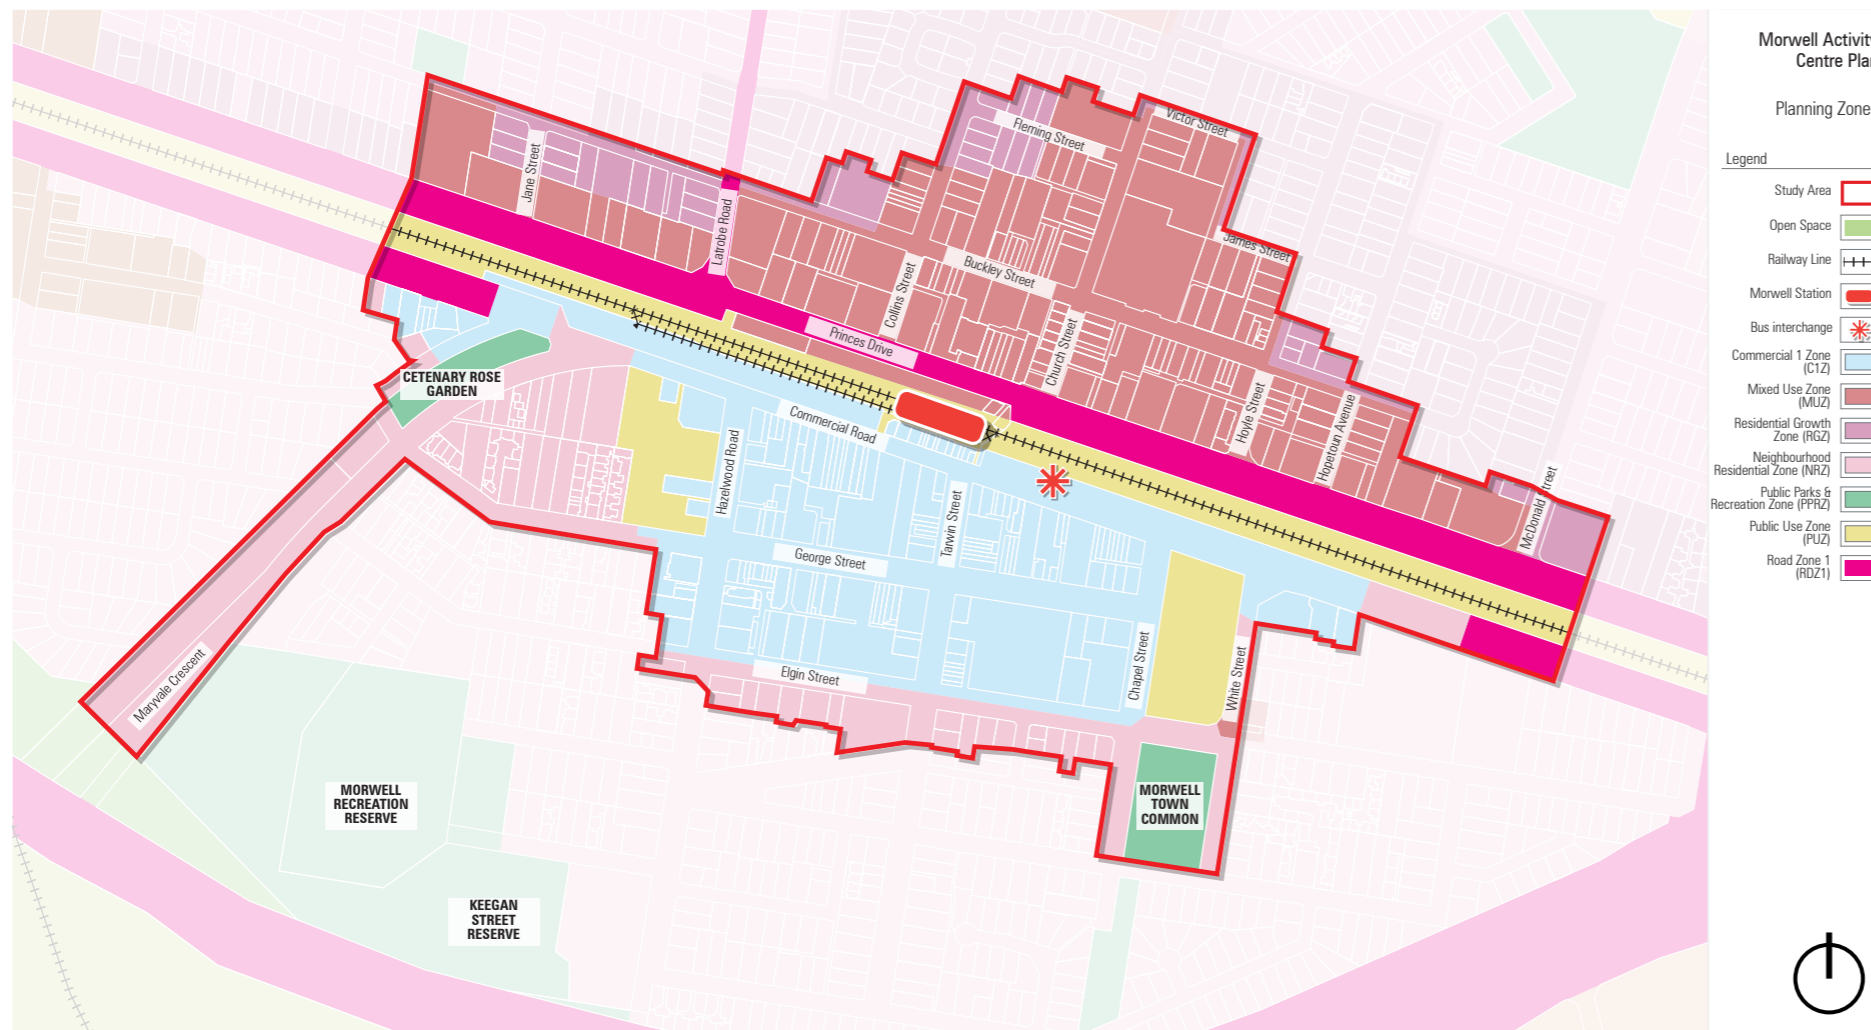 Morwell Activity
Centre Plan
Planning Zone
Legend
Study Area
Open Space
Railway Line
Morwell Station
Bus interchange
Commercial 1 Zone
(C1Z)
Mixed Use Zone
(MUZ)
Residential Growth
Zone (RGZ)
Neighbourhood
Residential Zone (NRZ)
Public Parks &
Recreation Zone (PPRZ)
Public Use Zone
(PUZ)
Road Zone 1
(RDZ1)
Victor Street
Fleming Street
Jane Street
Latrobe Road
James Street
Buckley Street
Collins Street
Princes Drive
Church Street
CETENARY ROSE
GARDEN
Hoyle Street
Hopetoun Avenue
Commercial Road
Hazelwood Road
McDonald Street
Tarwin Street
George Street
Elgin Street
Chapel Street
White Street
Maryvale Crescent
MORWELL
RECREATION
RESERVE
MORWELL
TOWN
COMMON
KEEGAN
STREET
RESERVE